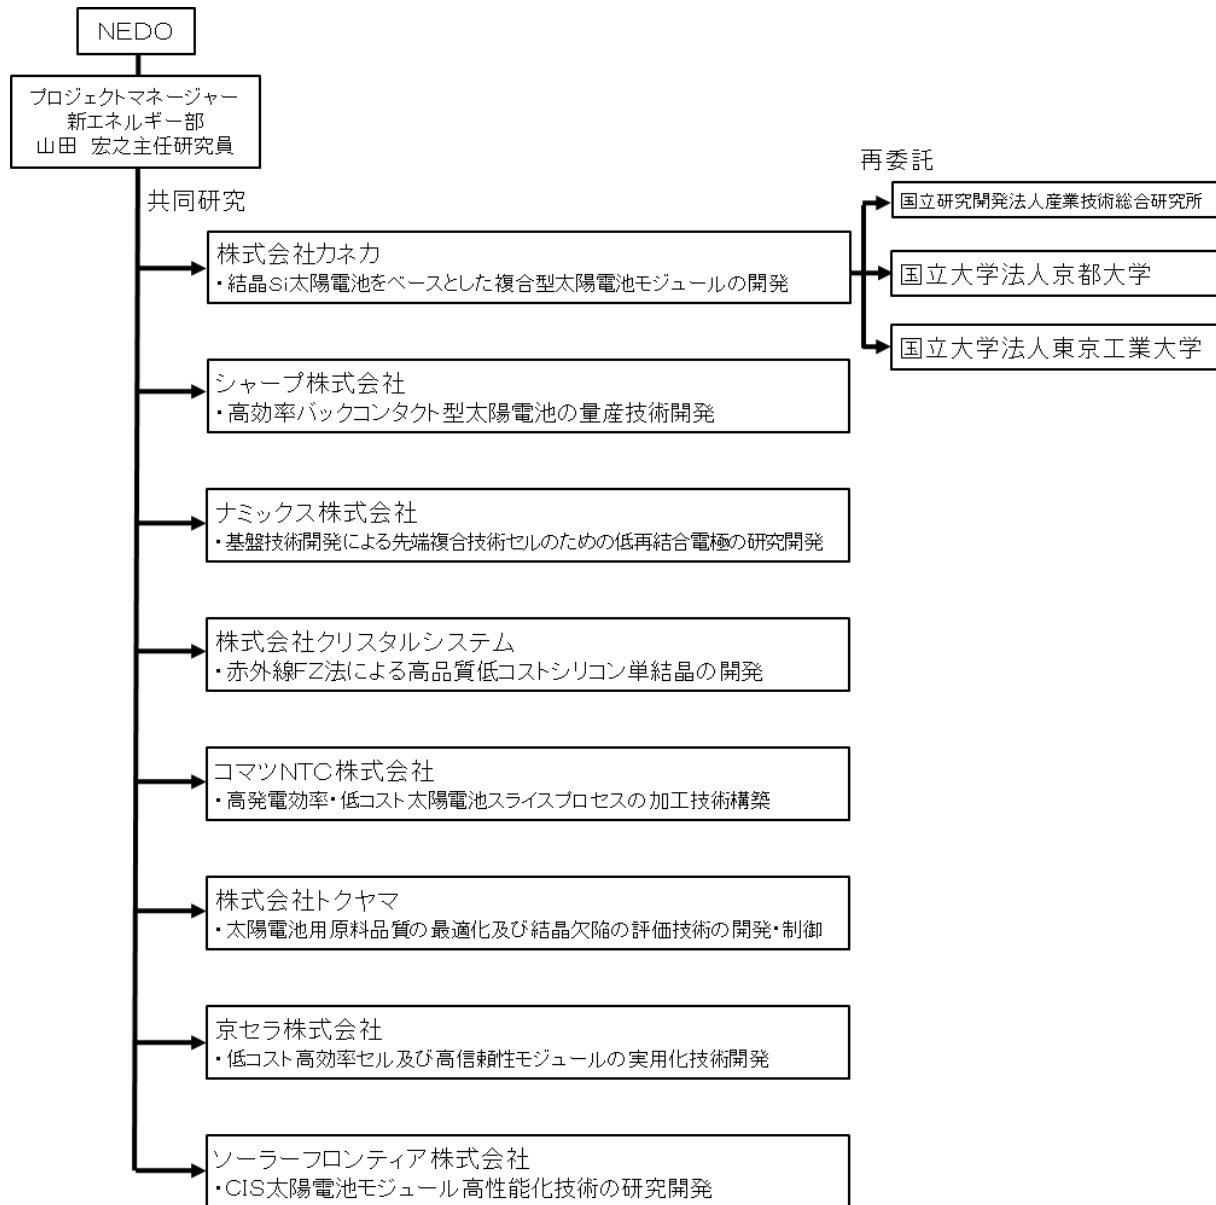 NEDO
プロジェクトマネージャー
新エネルギー部
山田 宏之主任研究員
共同研究
再委託
株式会社カネカ
・結晶Si太陽電池をベースとした複合型太陽電池モジュールの開発
国立研究開発法人産業技術総合研究所
国立大学法人京都大学
国立大学法人東京工業大学
シャープ株式会社
・高効率バックコンタクト型太陽電池の量産技術開発
ナミックス株式会社
・基盤技術開発による先端複合技術セルのための低再結合電極の研究開発
株式会社クリスタルシステム
・赤外線FZ法による高品質低コストシリコン単結晶の開発
コマツNTC株式会社
・高発電効率・低コスト太陽電池スライスプロセスの加工技術構築
株式会社トクヤマ
・太陽電池用原料品質の最適化及び結晶欠陥の評価技術の開発・制御
京セラ株式会社
・低コスト高効率セル及び高信頼性モジュールの実用化技術開発
ソーラーフロンティア株式会社
・CIS太陽電池モジュール高性能化技術の研究開発